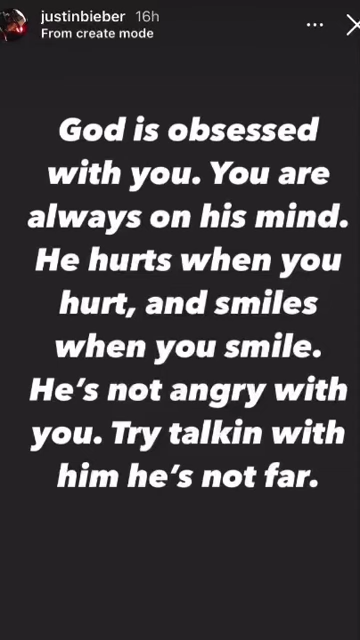 justinbieber 16h
From create mode
God is obsessed
with you. You are
always on his mind.
He hurts when you
hurt, and smiles
when you smile.
He's not angry with
you. Try talkin with
him he's not far.